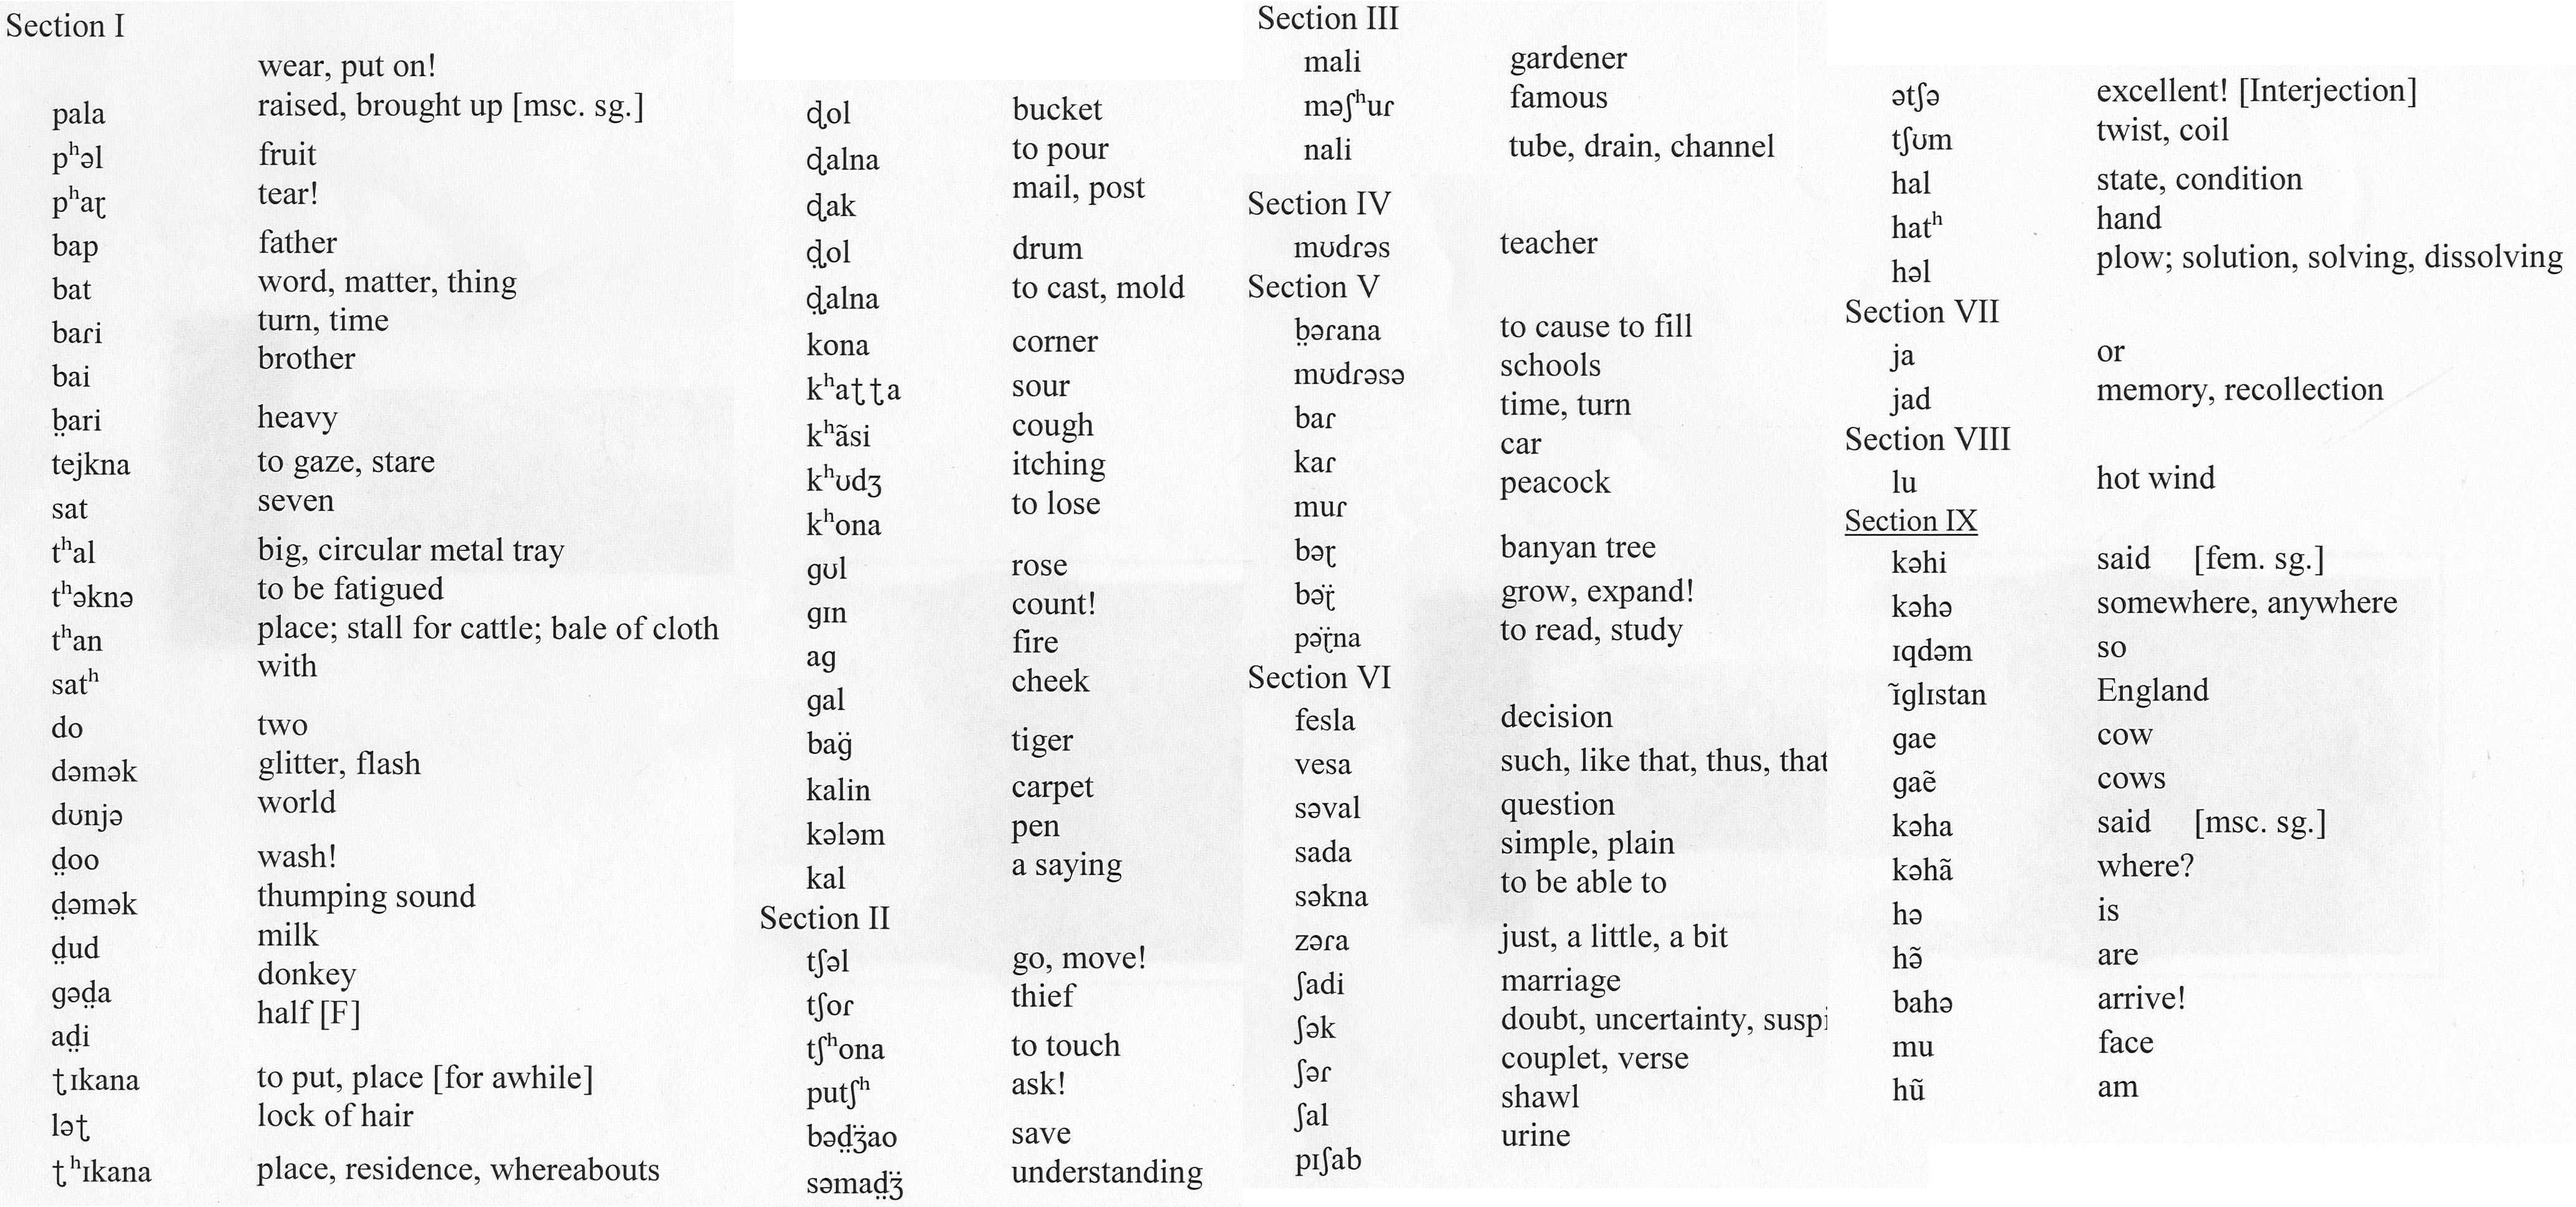 Section I
wear, put on!
pala raised, brought up [msc. sg.]
pʰəl fruit
pʰaɽ tear!
bap father
bat word, matter, thing
baɾi turn, time
bai brother
b̤ari heavy
tejkna to gaze, stare
sat seven
tʰal big, circular metal tray
tʰəknə to be fatigued
tʰan place; stall for cattle; bale of cloth
satʰ with
do two
dəmək glitter, flash
dʊnjə world
d̤oo wash!
d̤əmək thumping sound
d̤ud milk
gəd̤a donkey
ad̤i half [F]
ʈɪkana to put, place [for awhile]
ləʈ lock of hair
ʈʰɪkana place, residence, whereabouts
ɖol bucket
ɖalna to pour
ɖak mail, post
ɖ̤ol drum
ɖ̤alna to cast, mold
kona corner
kʰaʈʈa sour
kʰãsi cough
kʰʊdʒ itching
kʰona to lose
gʊl rose
gɪn count!
ag fire
gal cheek
bag̈ tiger
kalin carpet
kələm pen
kal a saying
Section II
tʃəl go, move!
tʃoɾ thief
tʃʰona to touch
putʃʰ ask!
bəd̤ʒ̈ao save
səmad̤ʒ̈ understanding
Section III
mali gardener
məʃʰuɾ famous
nali tube, drain, channel
Section IV
mʊdɾəs teacher
Section V
b̤əɾana to cause to fill
mʊdɾəsə schools
baɾ time, turn
kaɾ car
muɾ peacock
bəɽ banyan tree
bəɽ̈ grow, expand!
pəɽ̈na to read, study
Section VI
fesla decision
vesa such, like that, thus, that
səval question
sada simple, plain
səkna to be able to
zəɾa just, a little, a bit
ʃadi marriage
ʃək doubt, uncertainty, suspi
ʃəɾ couplet, verse
ʃal shawl
pɪʃab urine
ətʃə excellent! [Interjection]
tʃʊm twist, coil
hal state, condition
hatʰ hand
həl plow; solution, solving, dissolving
Section VII
ja or
jad memory, recollection
Section VIII
lu hot wind
Section IX
kəhi said [fem. sg.]
kəhə somewhere, anywhere
ɪqdəm so
ɪ̃glɪstan England
gae cow
gaẽ cows
kəha said [msc. sg.]
kəhã where?
hə is
hə̃ are
bahə arrive!
mu face
hũ am